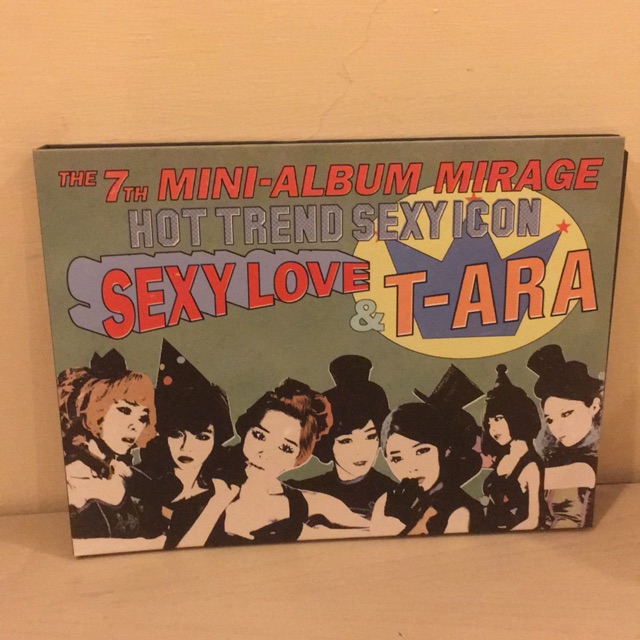 THE 7TH MINI-ALBUM MIRAGE
HOT TREND SEXY ICON
SEXY LOVE
& T-ARA